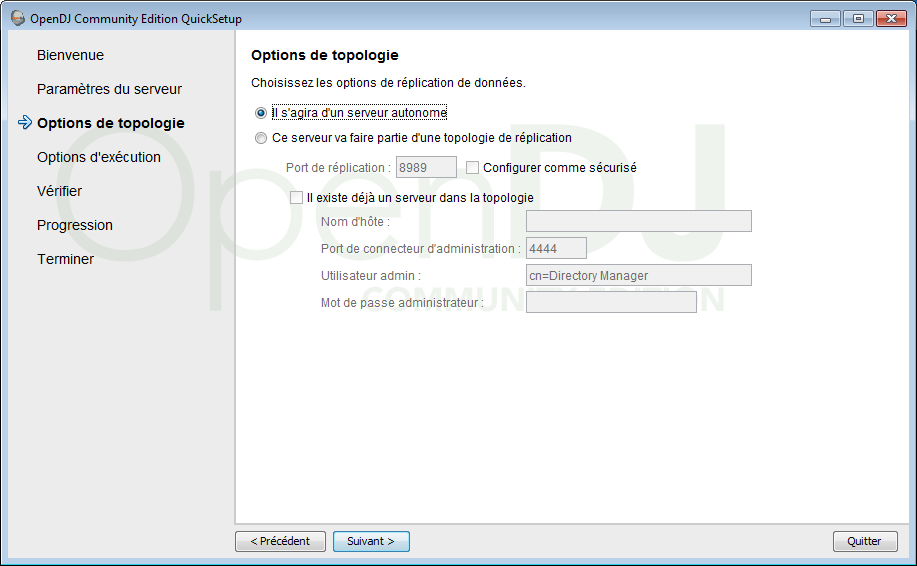 OpenDJ Community Edition QuickSetup
Bienvenue
Paramètres du serveur
Options de topologie
Options d'exécution
Vérifier
Progression
Terminer
Options de topologie
Choisissez les options de réplication de données.
Il s'agira d'un serveur autonome
Ce serveur va faire partie d'une topologie de réplication
Port de réplication : 8989 Configurer comme sécurisé
Il existe déjà un serveur dans la topologie
Nom d'hôte :
Port de connecteur d'administration : 4444
Utilisateur admin : cn=Directory Manager
Mot de passe administrateur :
OpenDJ
COMMUNITY EDITION
< Précédent Suivant > Quitter